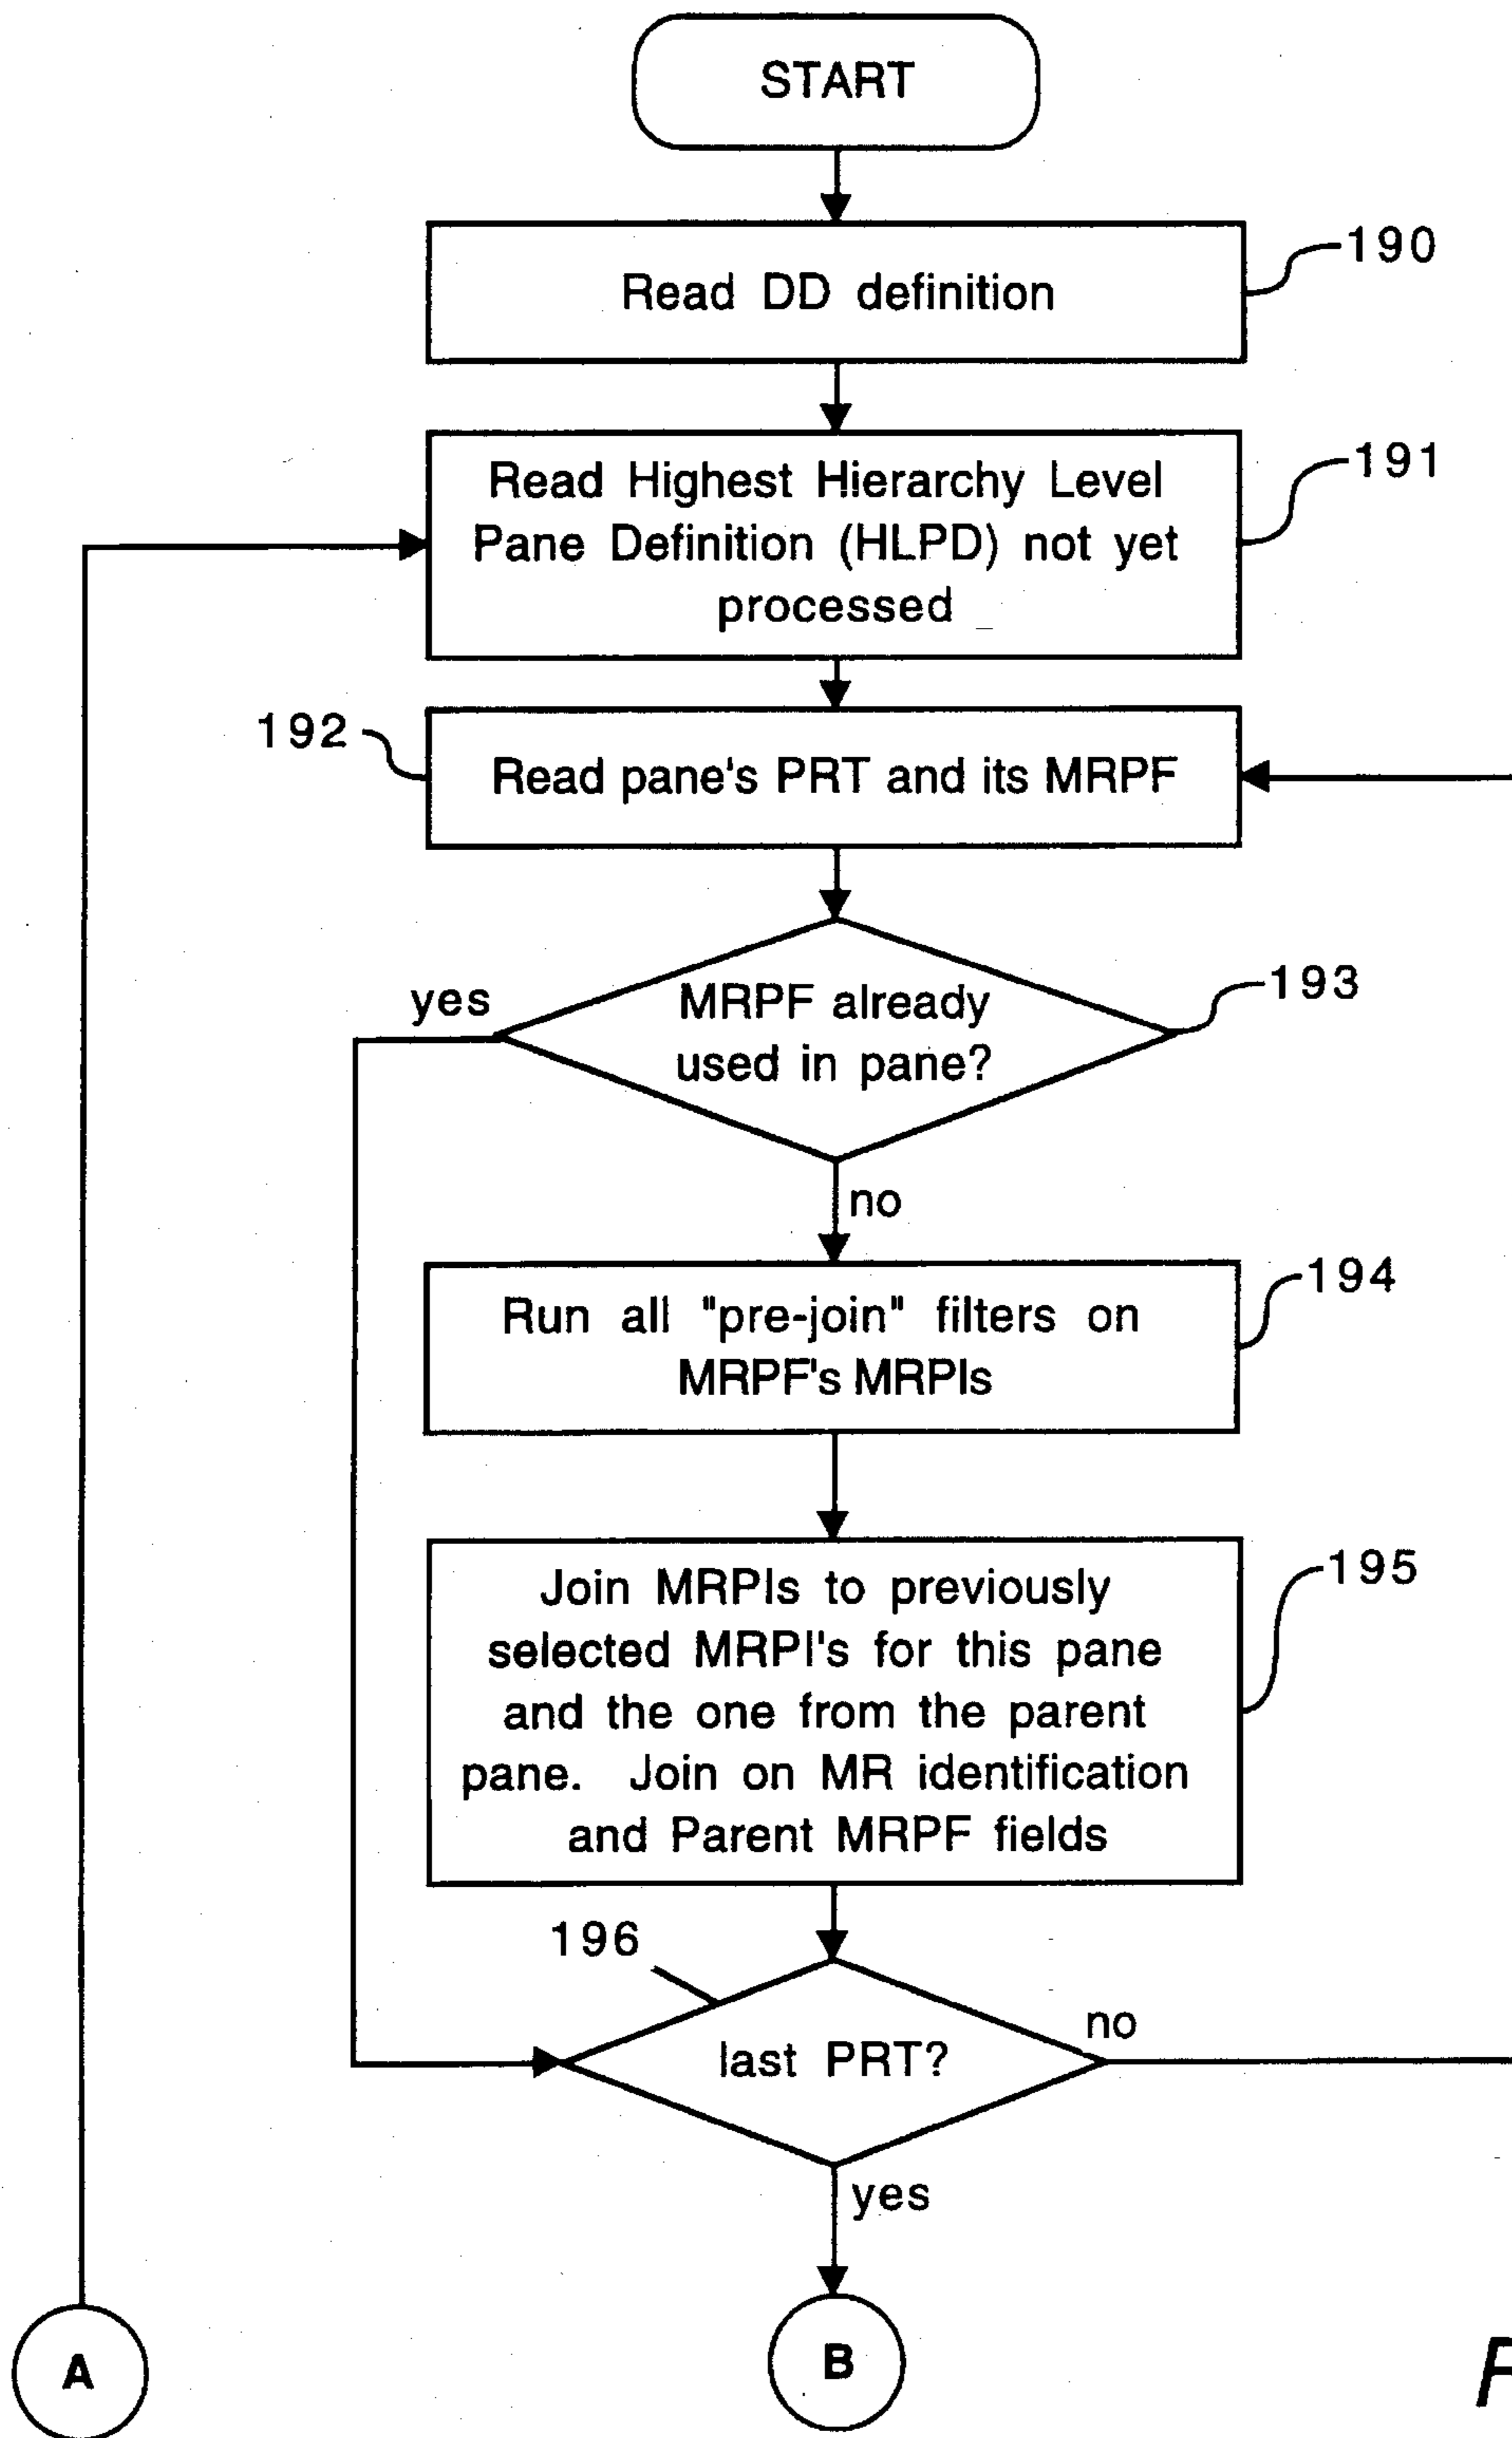 START
Read DD definition
190
Read Highest Hierarchy Level
Pane Definition (HLPD) not yet
processed
191
192
Read pane's PRT and its MRPF
yes
MRPF already
used in pane?
193
no
Run all "pre-join" filters on
MRPF's MRPIs
194
Join MRPIs to previously
selected MRPI's for this pane
and the one from the parent
pane. Join on MR identification
and Parent MRPF fields
195
196
last PRT?
no
yes
A
B